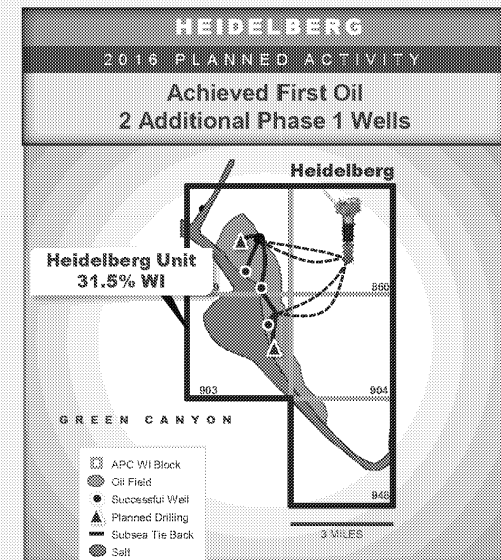 HEIDELBERG
2016 PLANNED ACTIVITY
Achieved First Oil
2 Additional Phase 1 Wells
Heidelberg
Heidelberg Unit
31.5% WI
860
903
904
GREEN CANYON
948
APC WI Block
Oil Field
Successful Well
Planned Drilling
Subsea Tie Back
Salt
3 MILES